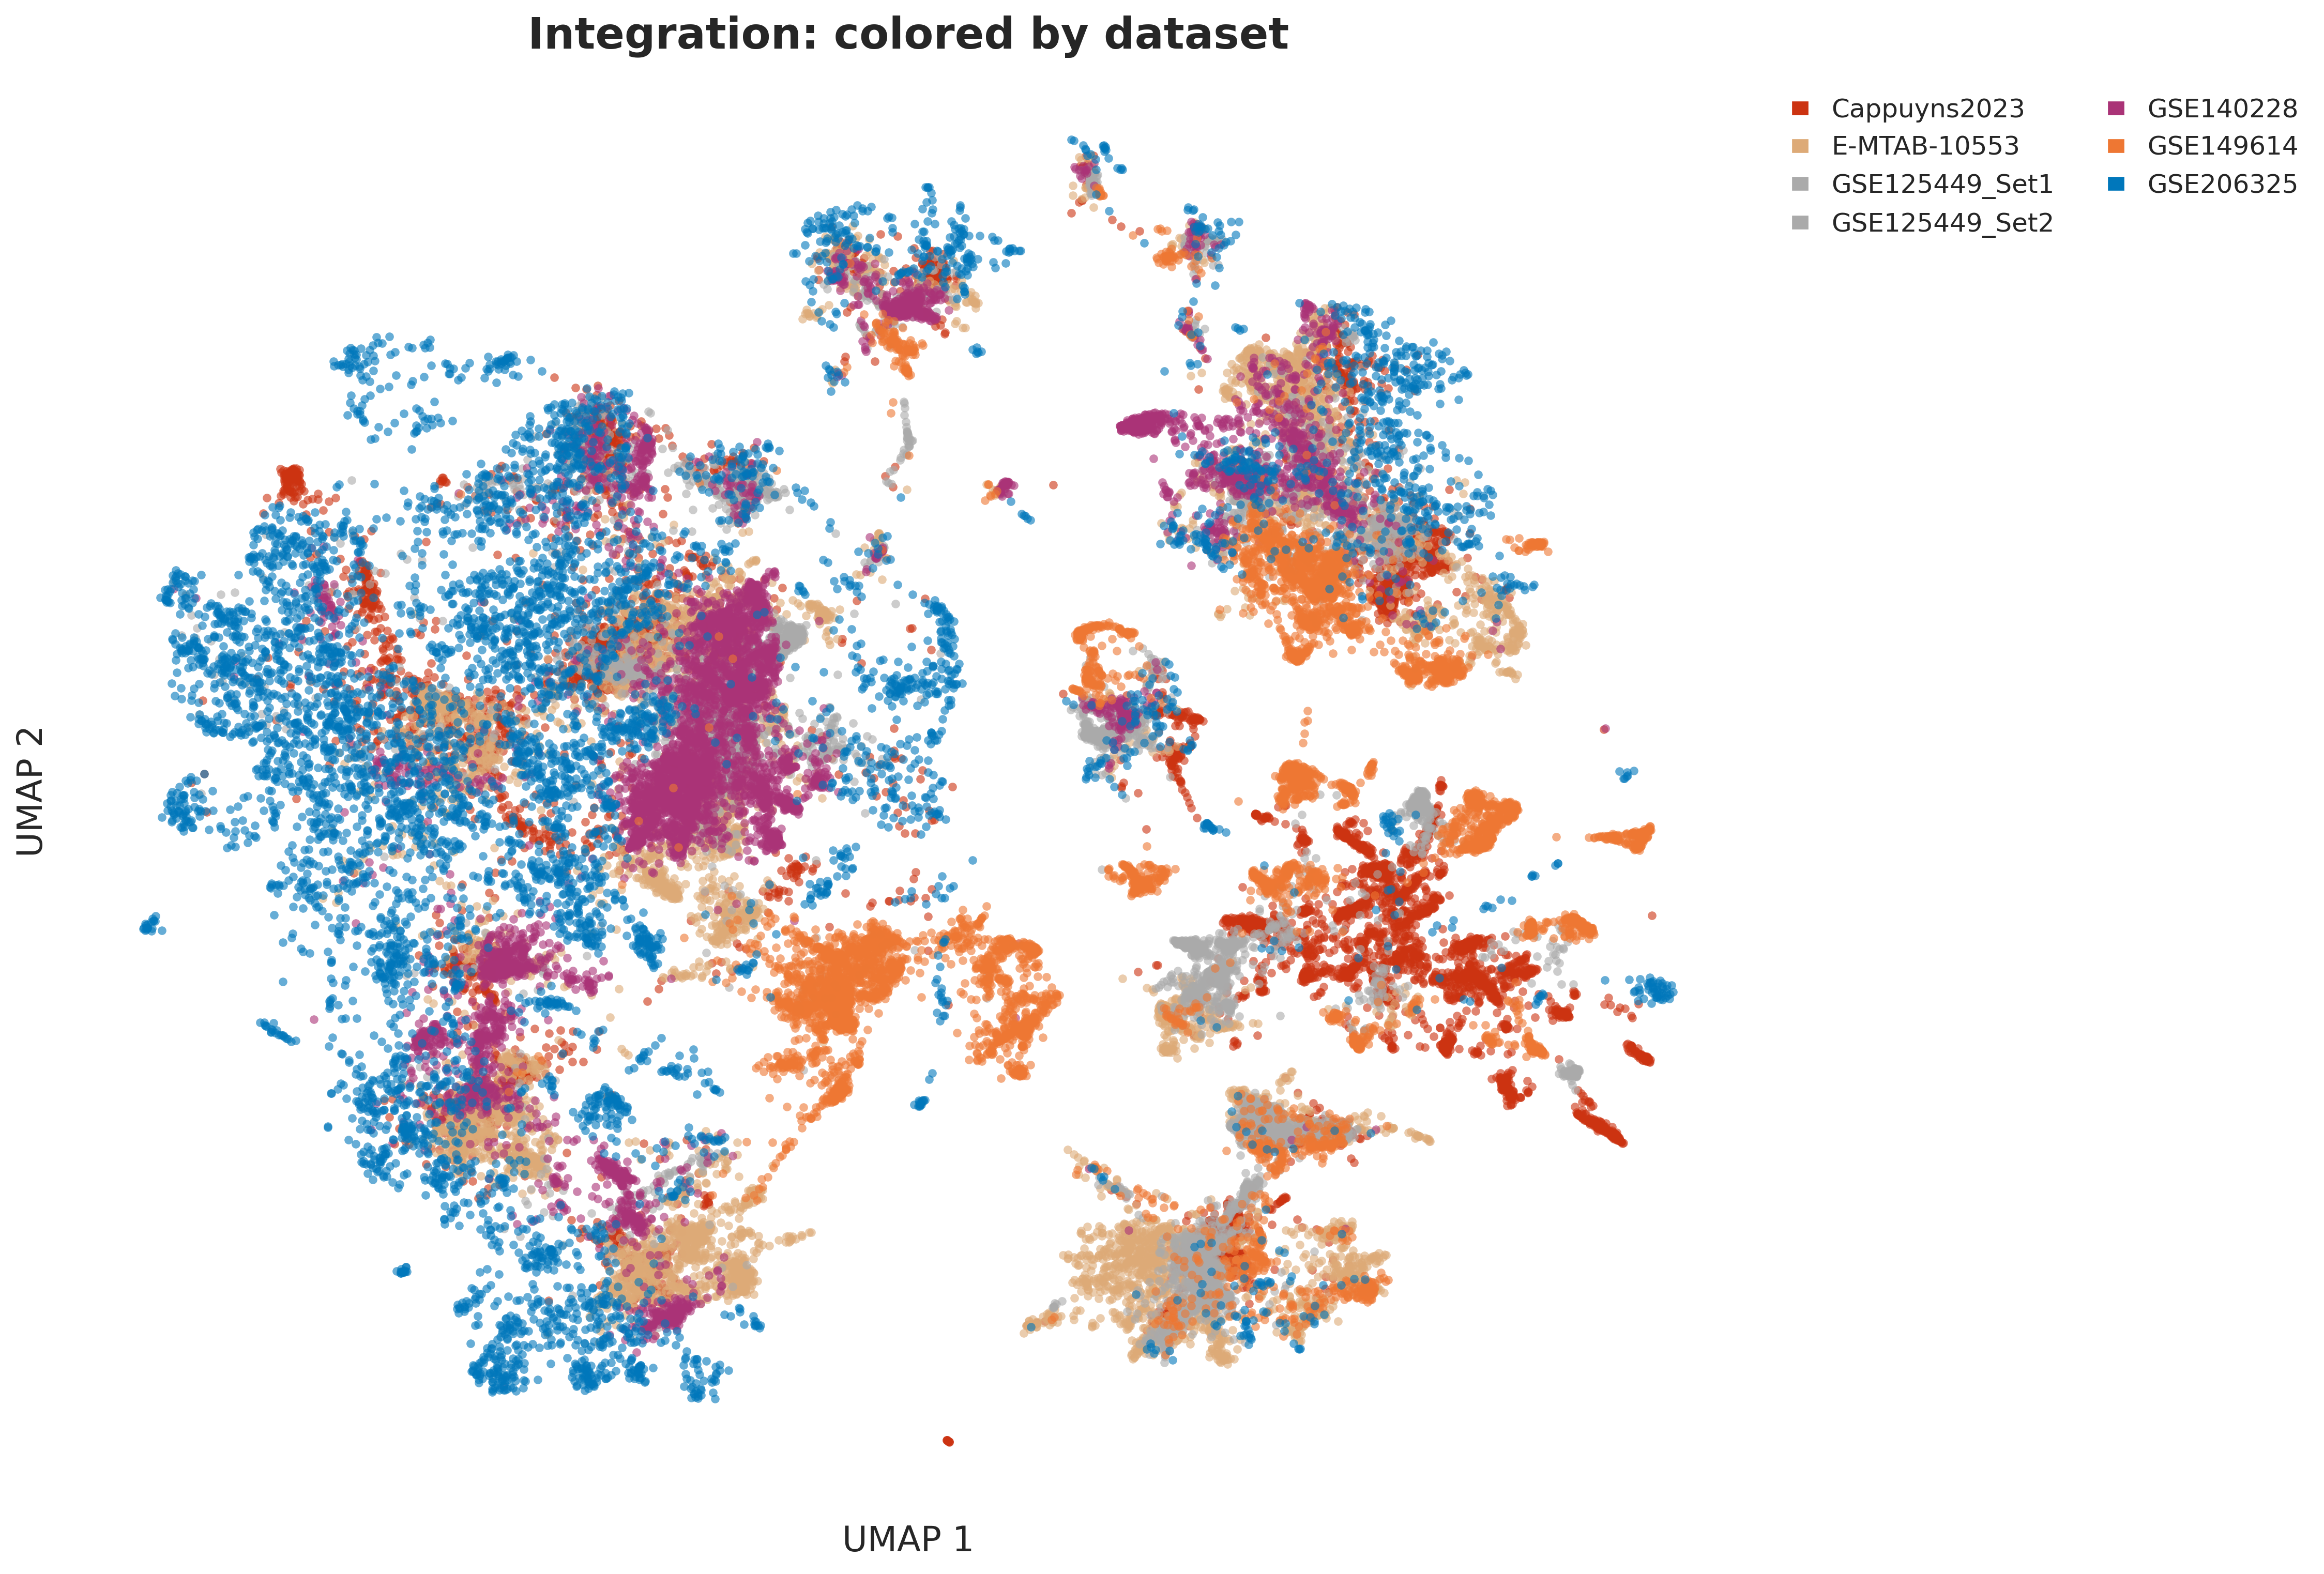 Integration: colored by dataset
Cappuyns2023
E-MTAB-10553
GSE125449_Set1
GSE125449_Set2
GSE140228
GSE149614
GSE206325
UMAP 2
UMAP 1